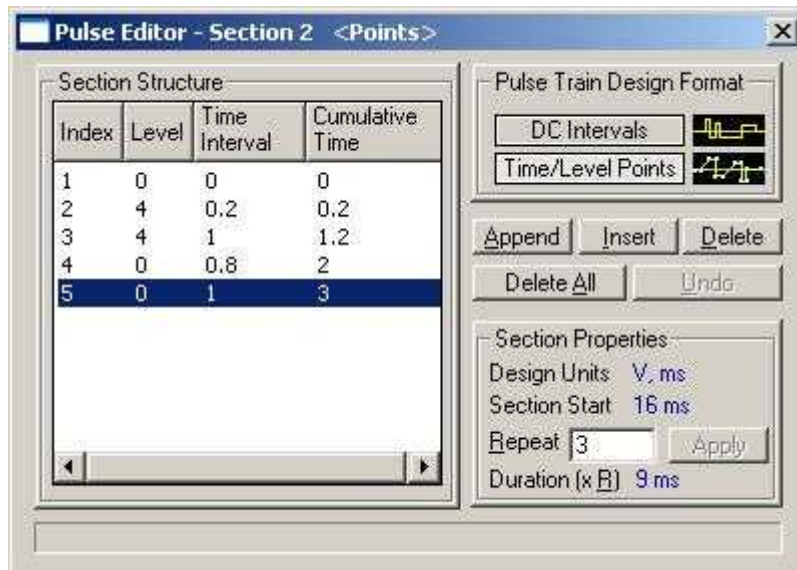 Pulse Editor - Section 2 <Points>
Section Structure
Index Level Time Interval Cumulative Time
1 0 0 0
2 4 0.2 0.2
3 4 1 1.2
4 0 0.8 2
5 0 1 3
Pulse Train Design Format
DC Intervals
Time/Level Points
Append Insert Delete
Delete All Undo
Section Properties
Design Units V, ms
Section Start 16 ms
Repeat 3 Apply
Duration (x R) 9 ms